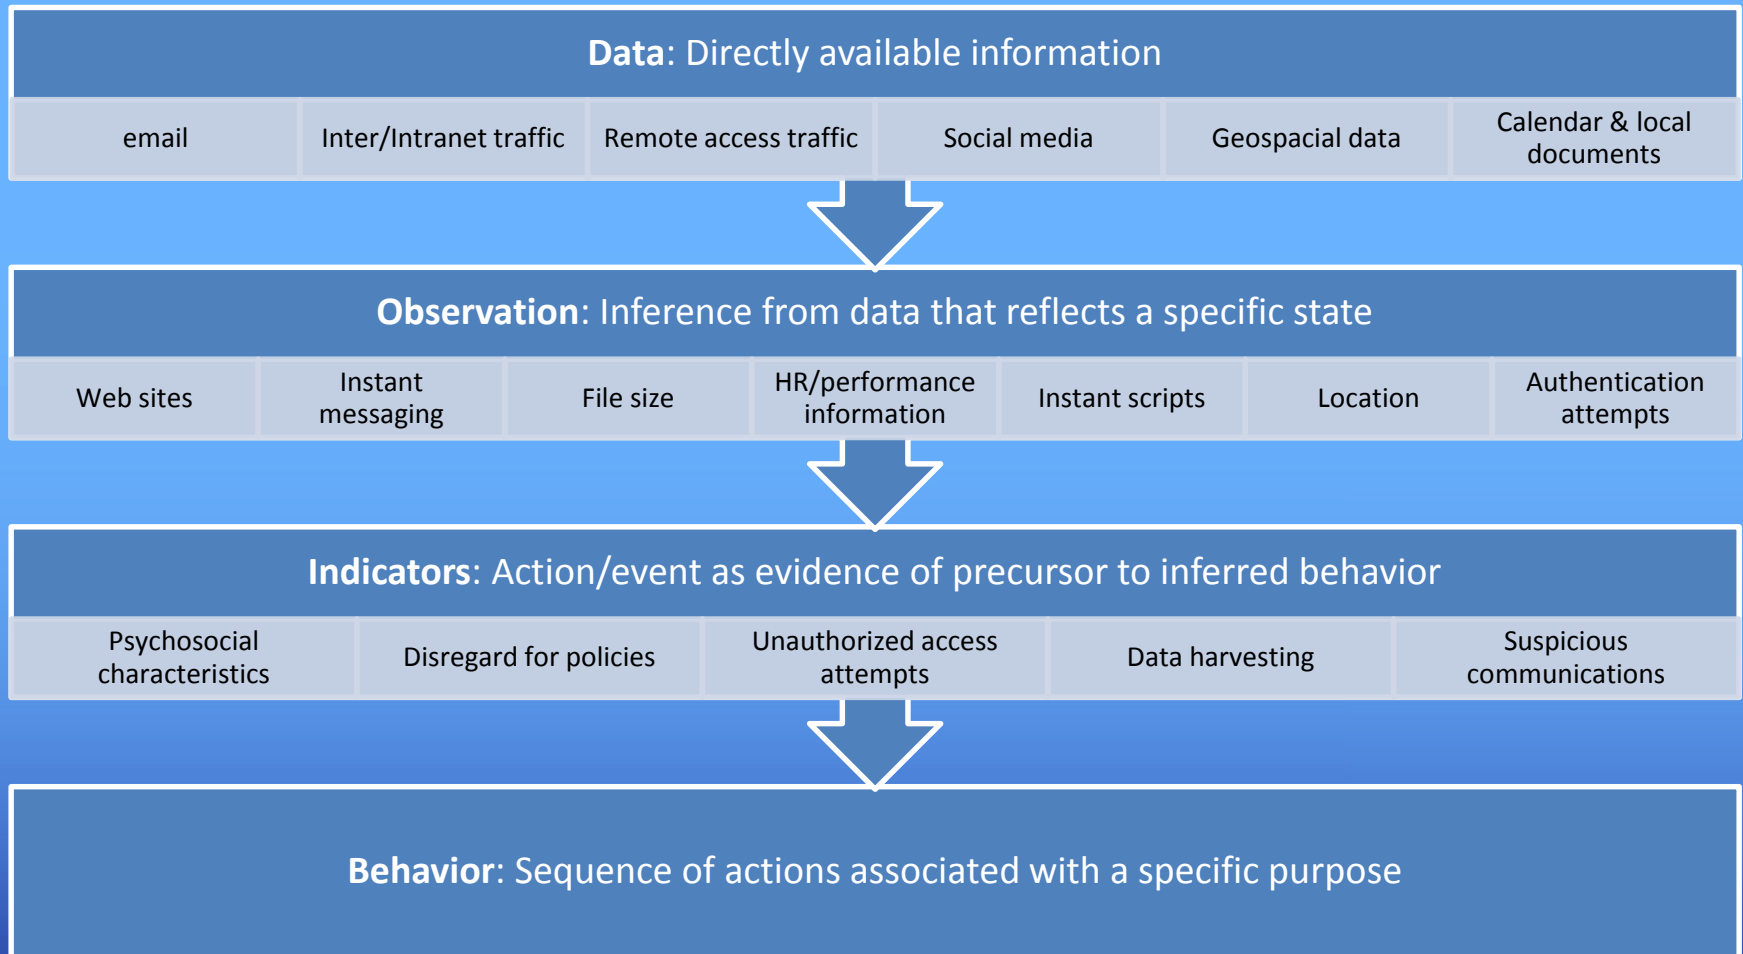 Data: Directly available information
email
Inter/Intranet traffic
Remote access traffic
Social media
Geospacial data
Calendar & local
documents
Observation: Inference from data that reflects a specific state
Web sites
Instant
messaging
File size
HR/performance
information
Instant scripts
Location
Authentication
attempts
Indicators: Action/event as evidence of precursor to inferred behavior
Psychosocial
characteristics
Disregard for policies
Unauthorized access
attempts
Data harvesting
Suspicious
communications
Behavior: Sequence of actions associated with a specific purpose